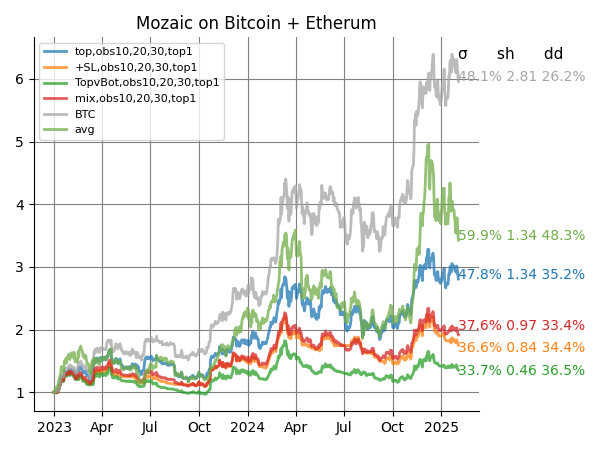 Mozaic on Bitcoin + Etherum
σ sh dd
top,obs10,20,30,top1
+SL,obs10,20,30,top1
TopvBot,obs10,20,30,top1
mix,obs10,20,30,top1
BTC
avg
48.1% 2.81 26.2%
59.9% 1.34 48.3%
47.8% 1.34 35.2%
37.6% 0.97 33.4%
36.6% 0.84 34.4%
33.7% 0.46 36.5%
6
5
4
3
2
1
2023 Apr Jul Oct 2024 Apr Jul Oct 2025